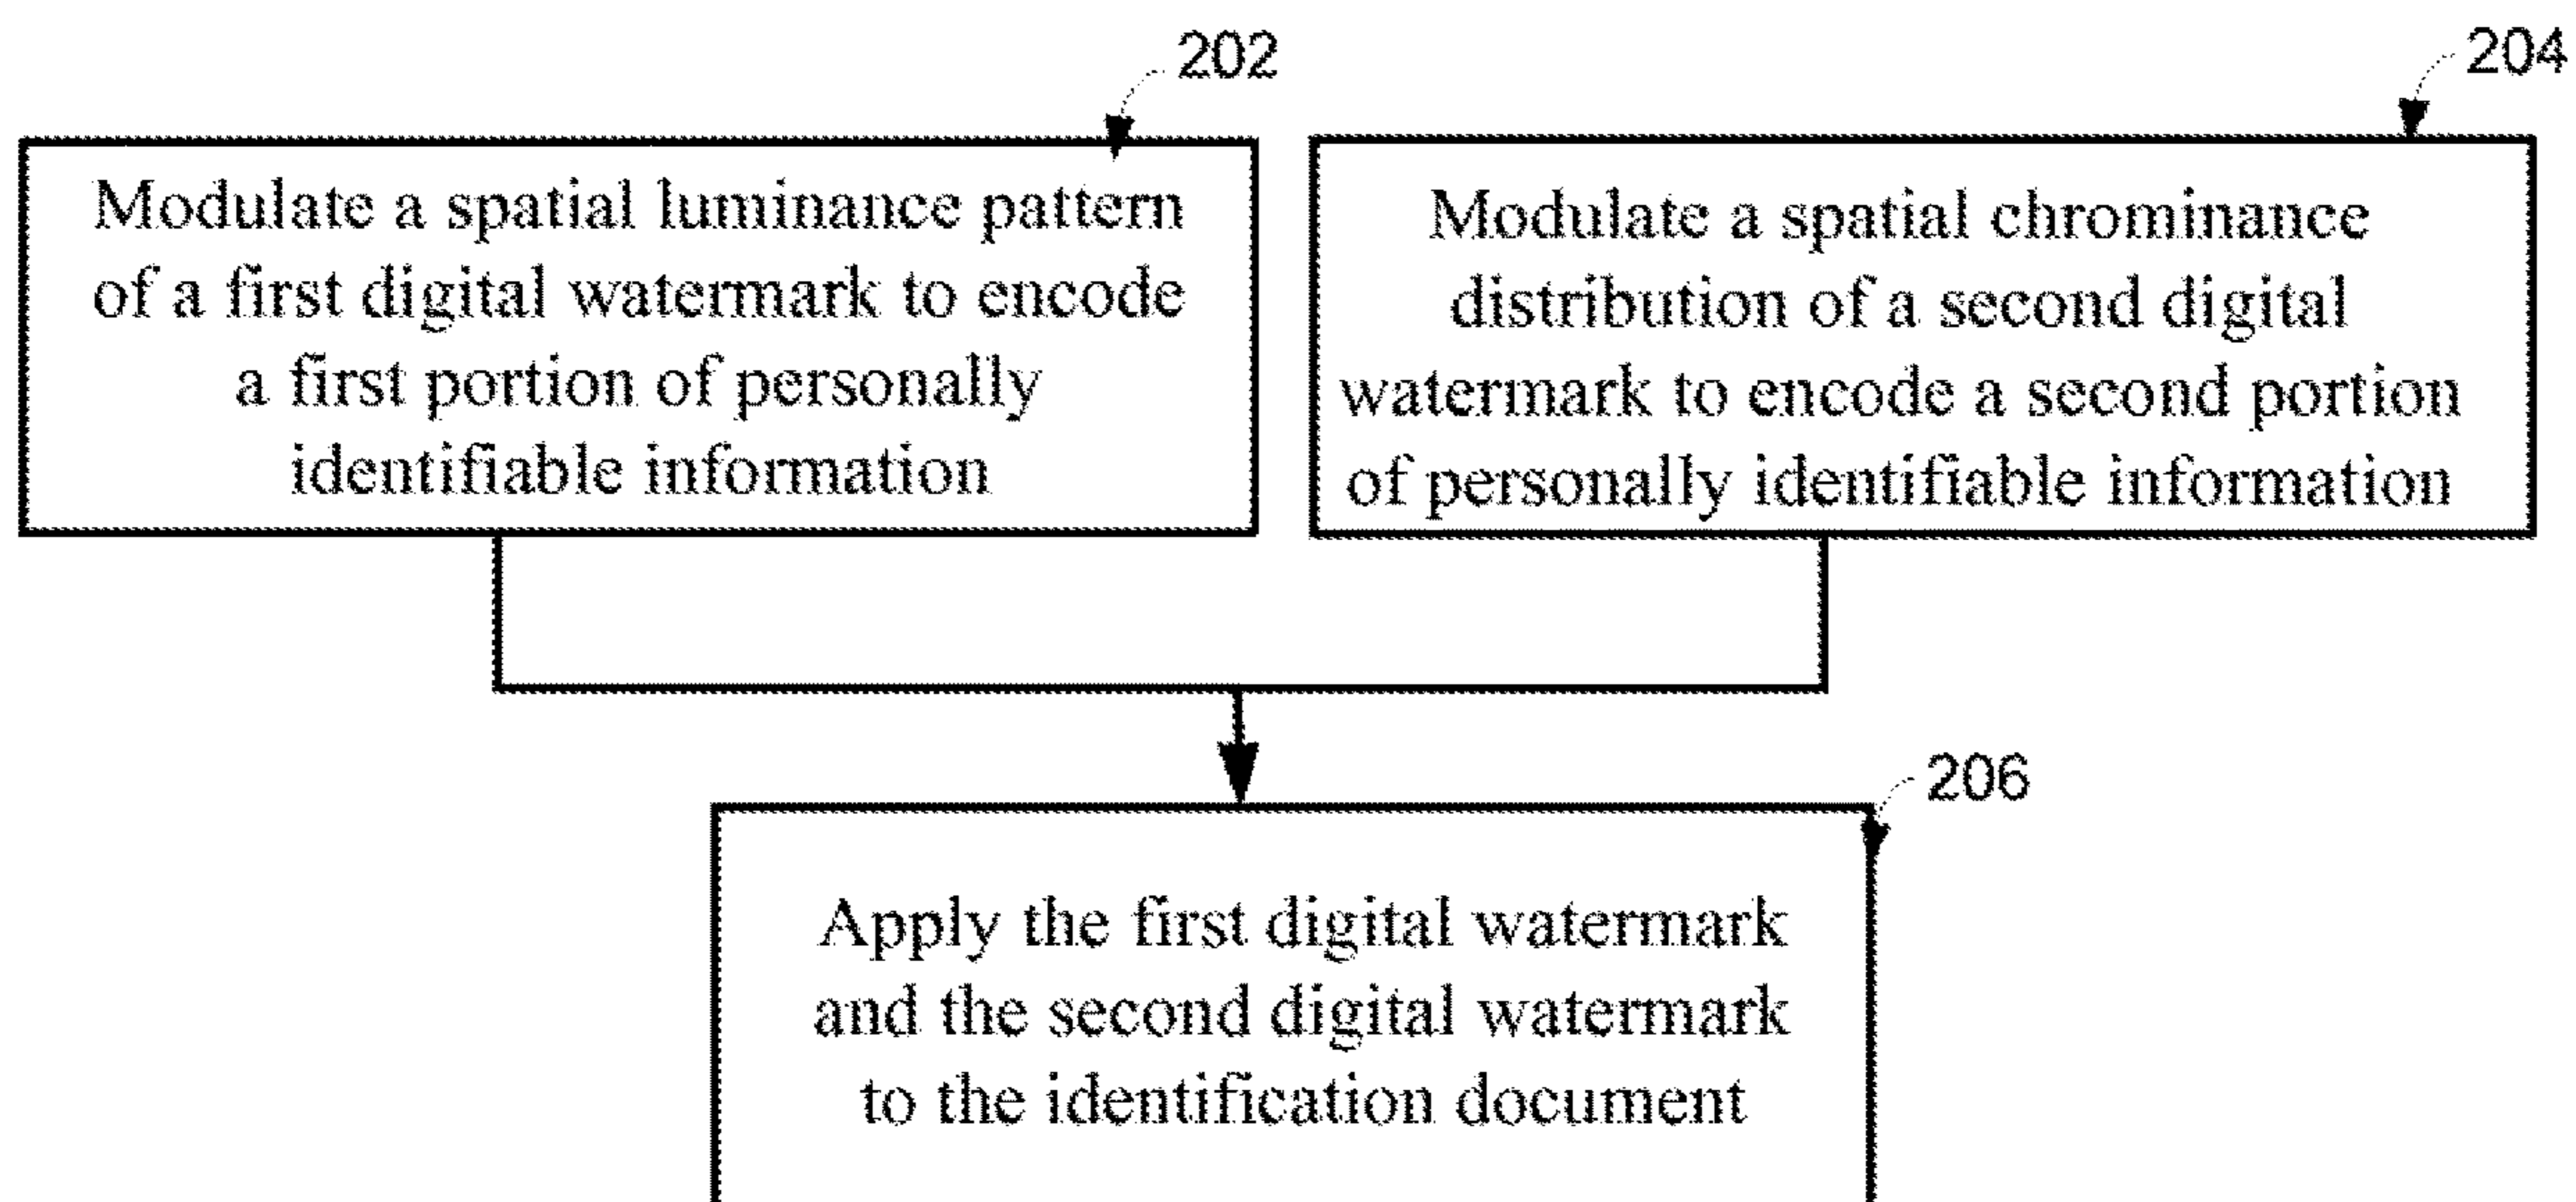 202
Modulate a spatial luminance pattern
of a first digital watermark to encode
a first portion of personally
identifiable information
204
Modulate a spatial chrominance
distribution of a second digital
watermark to encode a second portion
of personally identifiable information
206
Apply the first digital watermark
and the second digital watermark
to the identification document